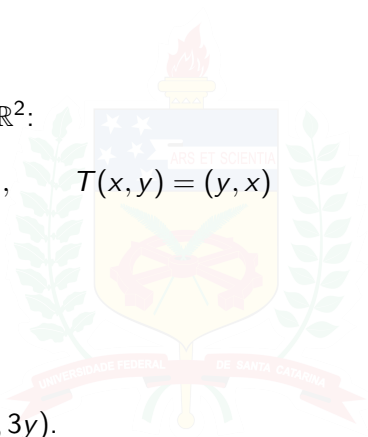 ℝ²:
ARS ET SCIENTIA
, T(x, y) = (y, x)
UNIVERSIDADE FEDERAL DE SANTA CATARINA
, 3y).